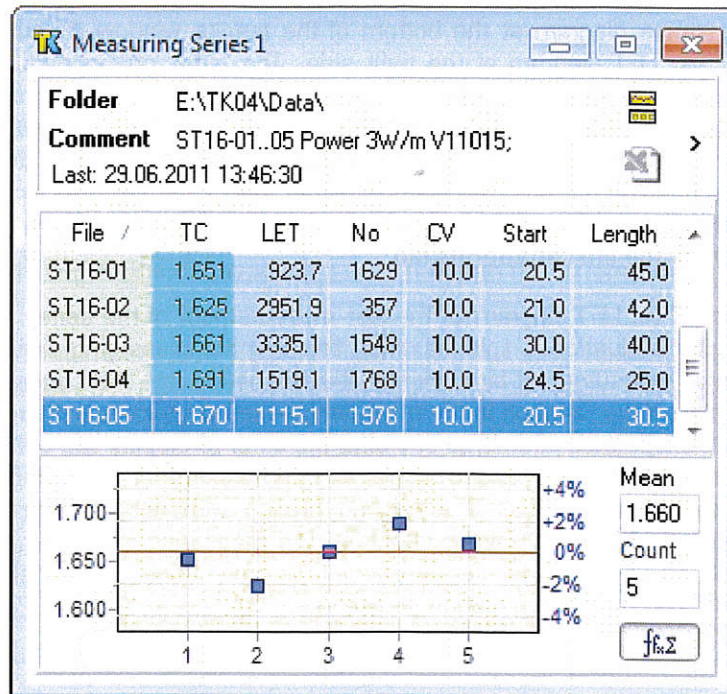 TK Measuring Series 1
Folder E:\TK04\Data\
Comment ST16-01..05 Power 3W/m V11015;
Last: 29.06.2011 13:46:30
File / TC LET No CV Start Length
ST16-01 1.651 923.7 1629 10.0 20.5 45.0
ST16-02 1.625 2951.9 357 10.0 21.0 42.0
ST16-03 1.661 3335.1 1548 10.0 30.0 40.0
ST16-04 1.691 1519.1 1768 10.0 24.5 25.0
ST16-05 1.670 1115.1 1976 10.0 20.5 30.5
Mean
1.660
Count
5
ffxΣ
1.700
1.650
1.600
+4%
+2%
0%
-2%
-4%
1 2 3 4 5